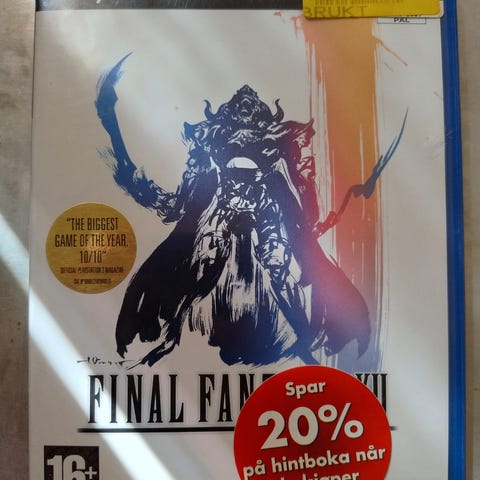 BRUKT
PAL
"THE BIGGEST
GAME OF THE YEAR.
10/10"
OFFICIAL PLAYSTATION 2 MAGAZINE
FINAL FAN XII
Spar
20%
på hintboka når
16+